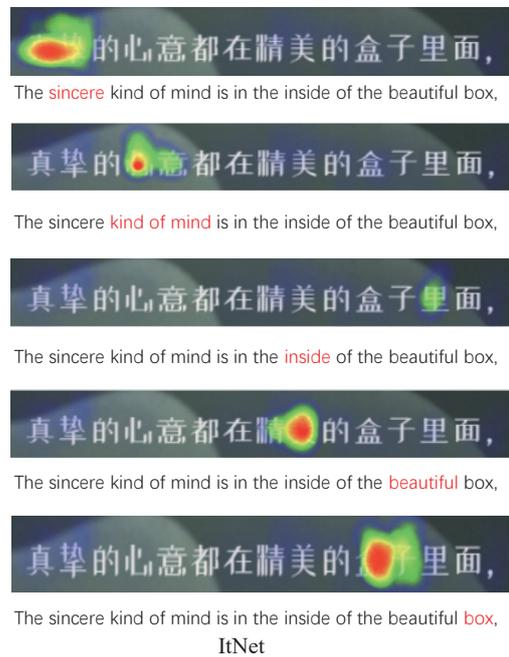 的心意都在精美的盒子里面,
The sincere kind of mind is in the inside of the beautiful box,
真挚的意都在精美的盒子里面,
The sincere kind of mind is in the inside of the beautiful box,
真挚的心意都在精美的盒子里面,
The sincere kind of mind is in the inside of the beautiful box,
真挚的心意都在精的盒子里面,
The sincere kind of mind is in the inside of the beautiful box,
真挚的心意都在精美的子里面,
The sincere kind of mind is in the inside of the beautiful box,
ItNet